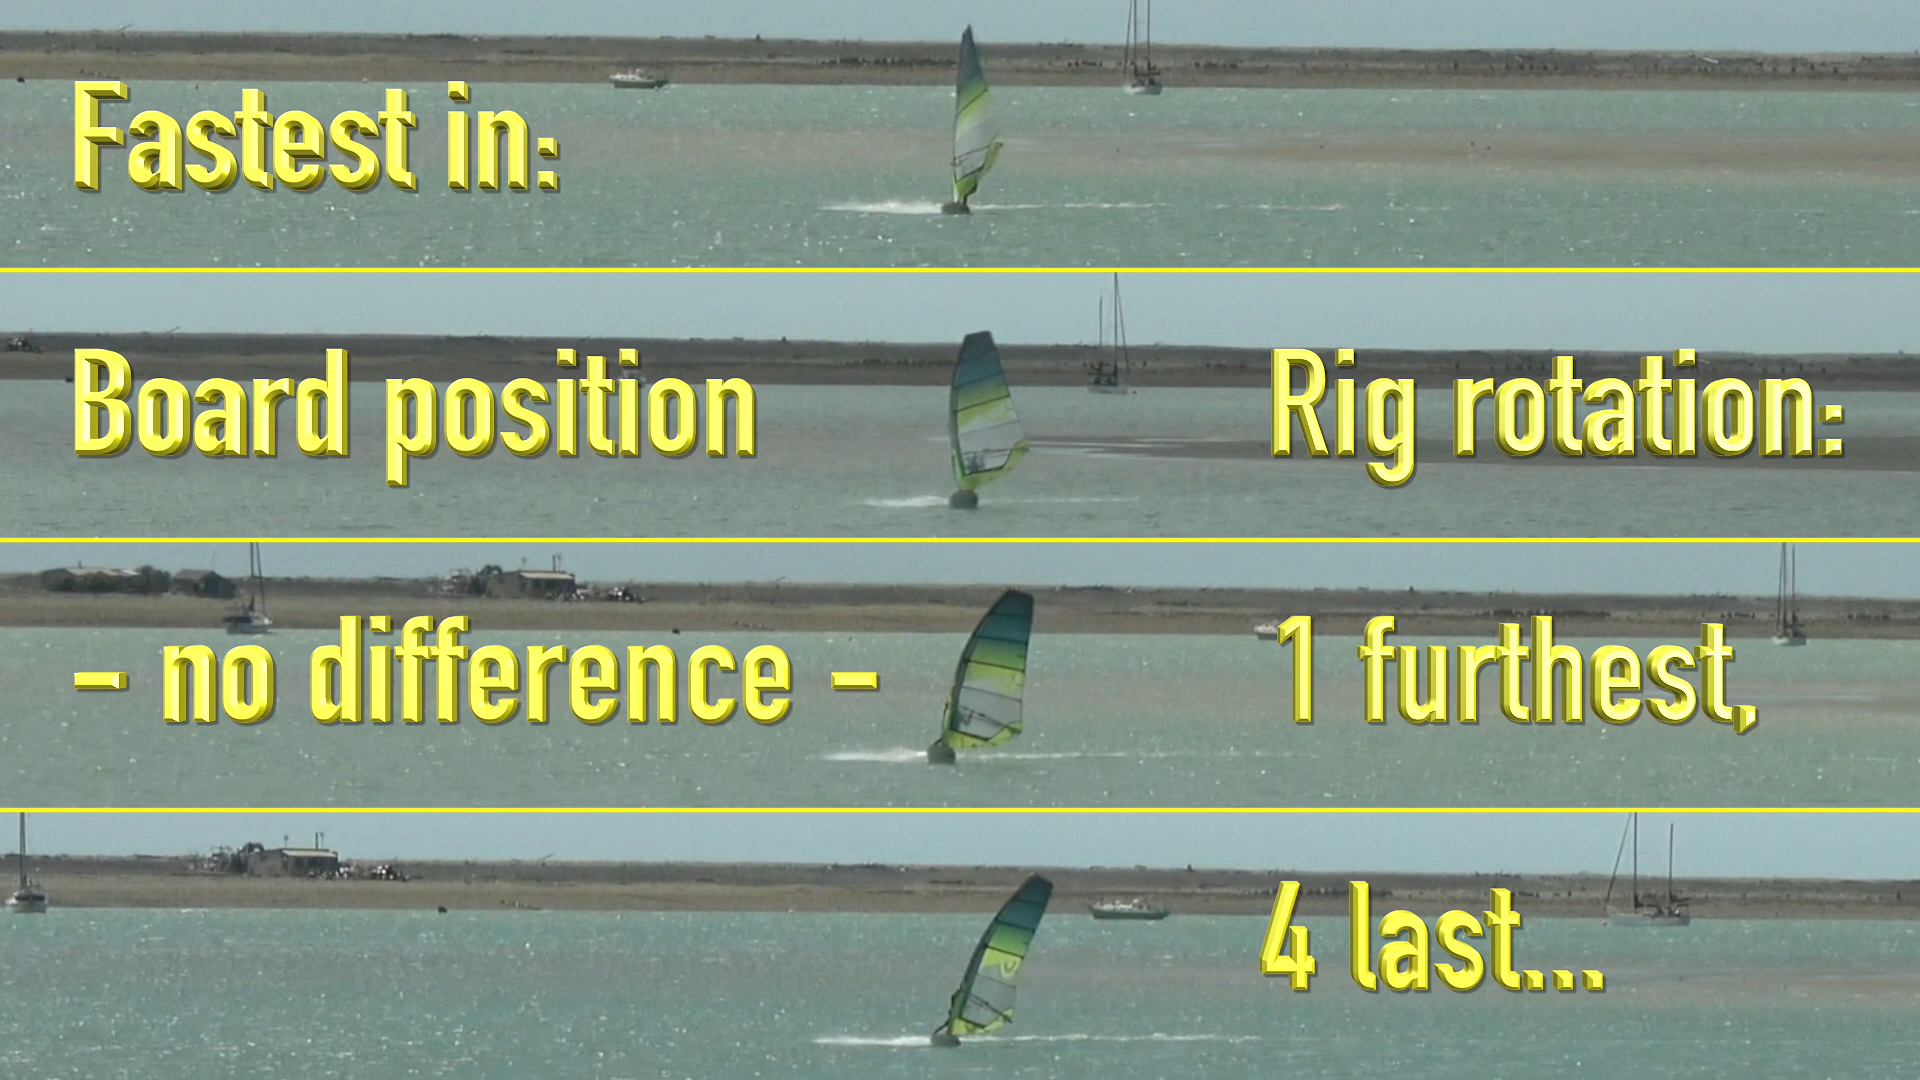 Fastest in:
Board position
Rig rotation:
– no difference –
1 furthest,
4 last...